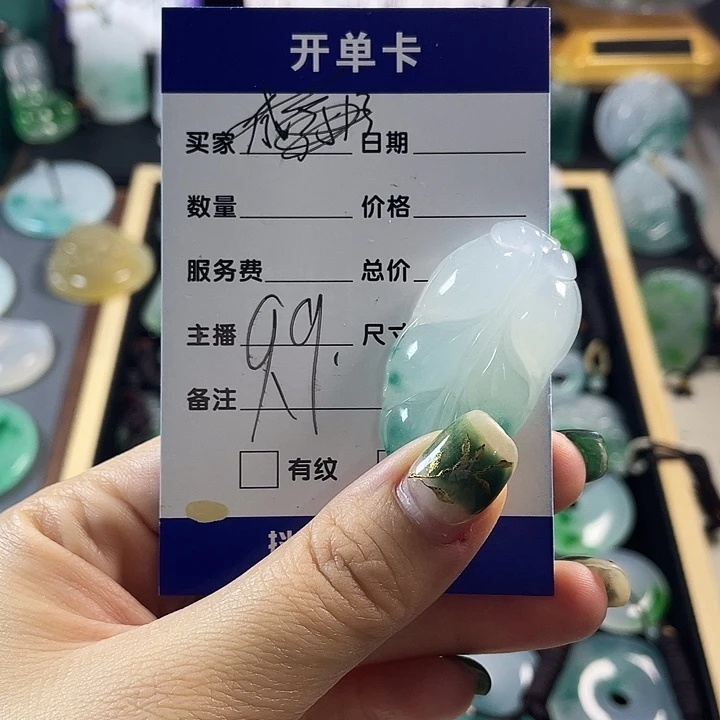 开单卡
买家 日期
数量 价格
服务费 总价
主播 99. 尺寸
备注
有纹
抖